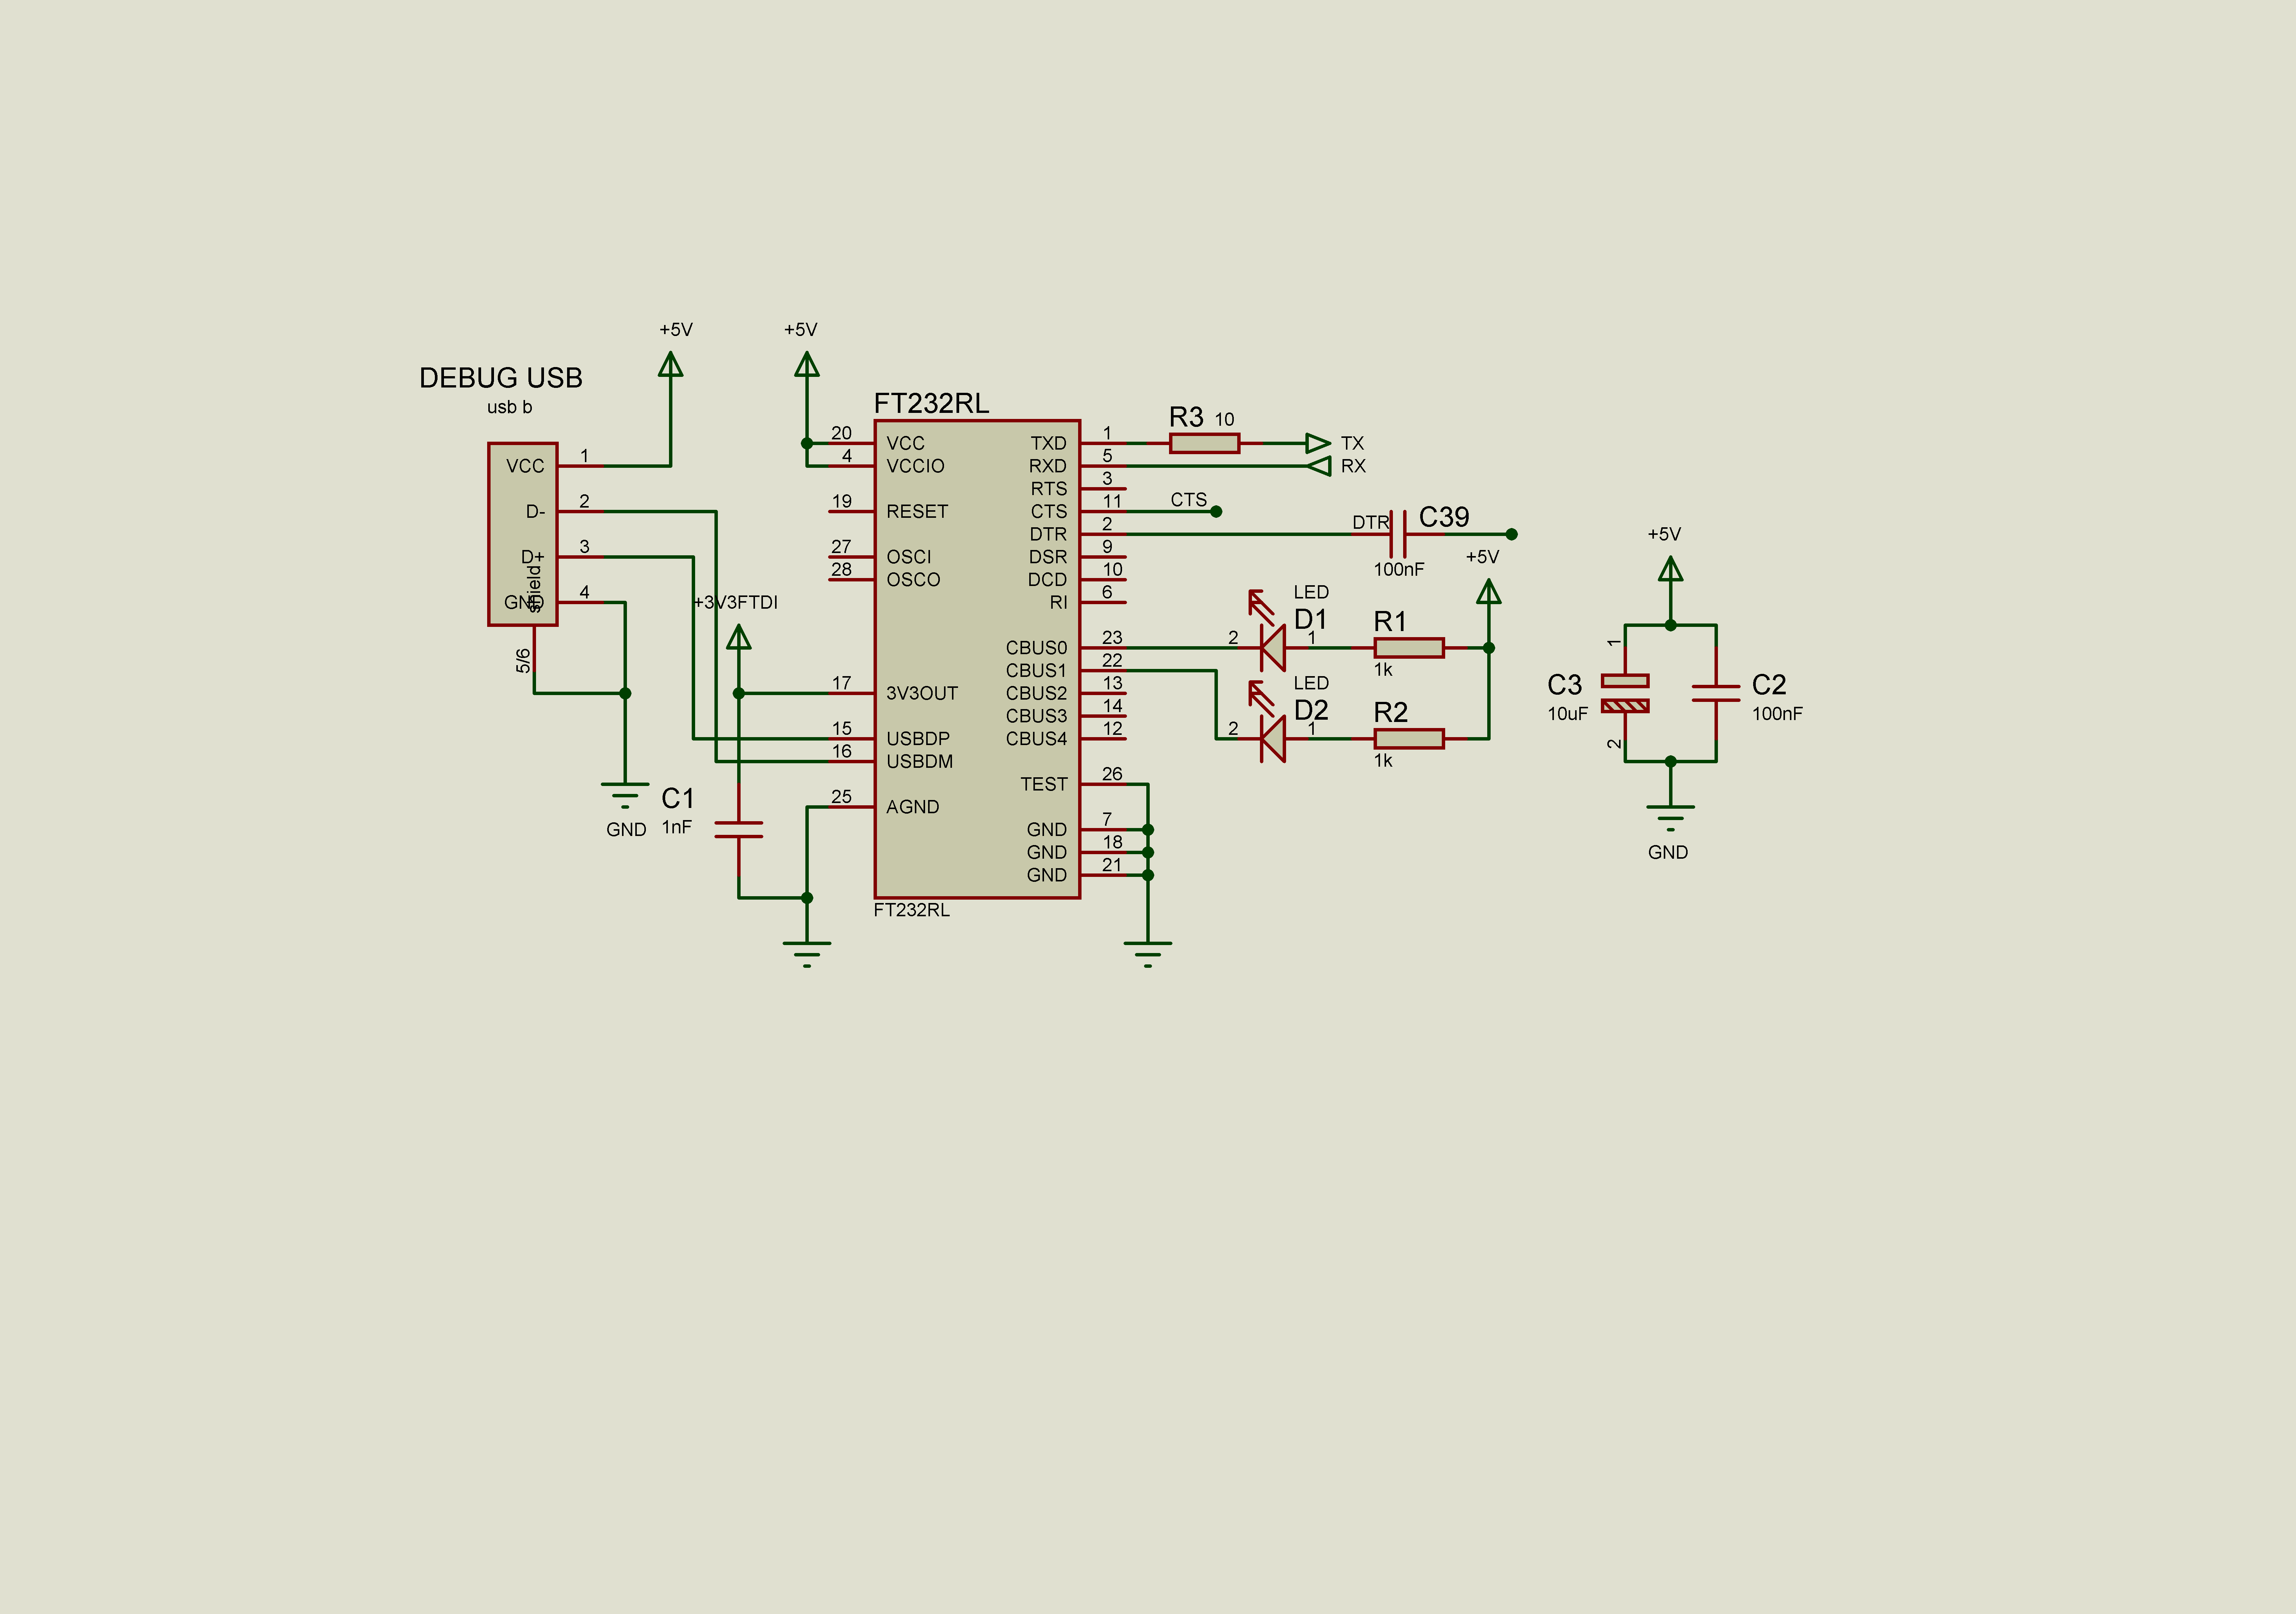 +5V
+5V
DEBUG USB
usb b
VCC 1
D- 2
D+ 3
GND 4
shield
5/6
GND
+3V3FTDI
C1
1nF
FT232RL
20 VCC
4 VCCIO
19 RESET
27 OSCI
28 OSCO
17 3V3OUT
15 USBDP
16 USBDM
25 AGND
TXD 1
RXD 5
RTS 3
CTS 11
DTR 2
DSR 9
DCD 10
RI 6
CBUS0 23
CBUS1 22
CBUS2 13
CBUS3 14
CBUS4 12
TEST 26
GND 7
GND 18
GND 21
FT232RL
R3 10
TX
RX
CTS
DTR
C39
100nF
+5V
LED
D1
2 1
R1
1k
LED
D2
2 1
R2
1k
+5V
1
C3
10uF
2
C2
100nF
GND